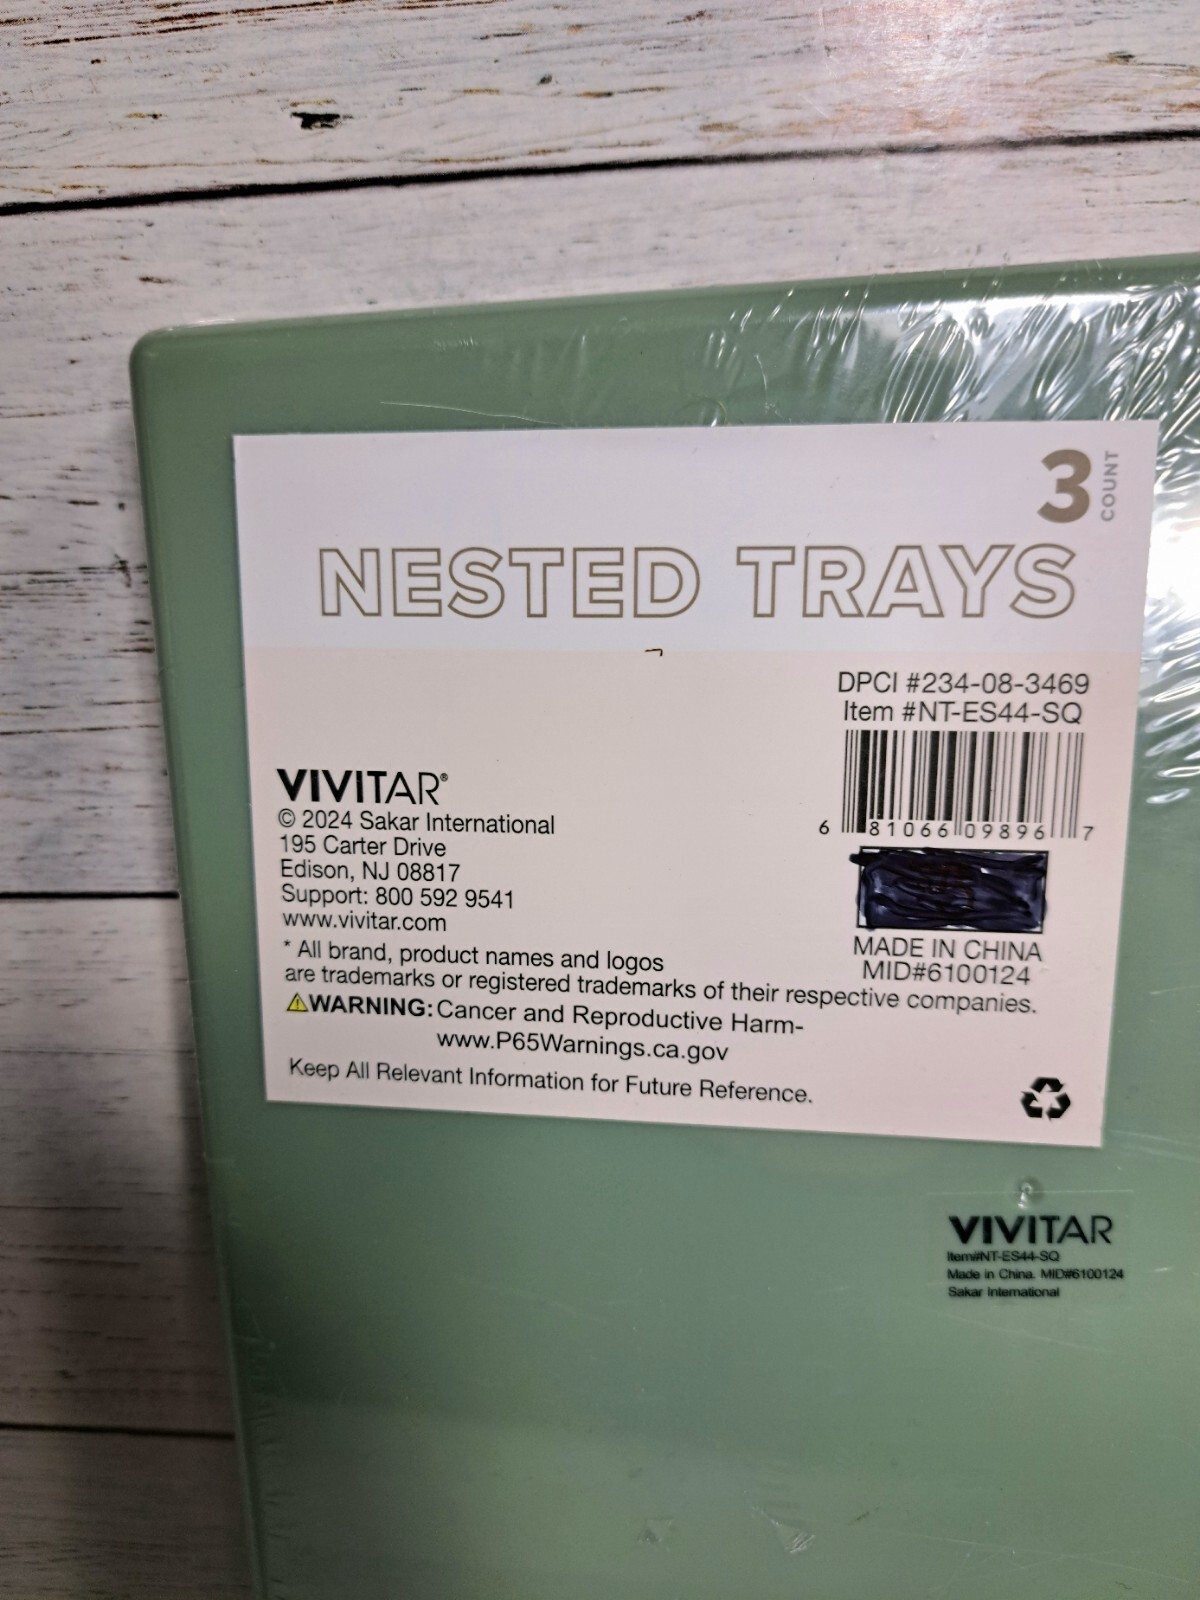 3
COUNT
NESTED TRAYS
DPCI #234-08-3469
Item #NT-ES44-SQ
6 81066 09896 7
VIVITAR®
© 2024 Sakar International
195 Carter Drive
Edison, NJ 08817
Support: 800 592 9541
www.vivitar.com
MADE IN CHINA
MID#6100124
* All brand, product names and logos
are trademarks or registered trademarks of their respective companies.
⚠WARNING: Cancer and Reproductive Harm-
www.P65Warnings.ca.gov
Keep All Relevant Information for Future Reference.
VIVITAR
Item#NT-ES44-SQ
Made in China. MID#6100124
Sakar International